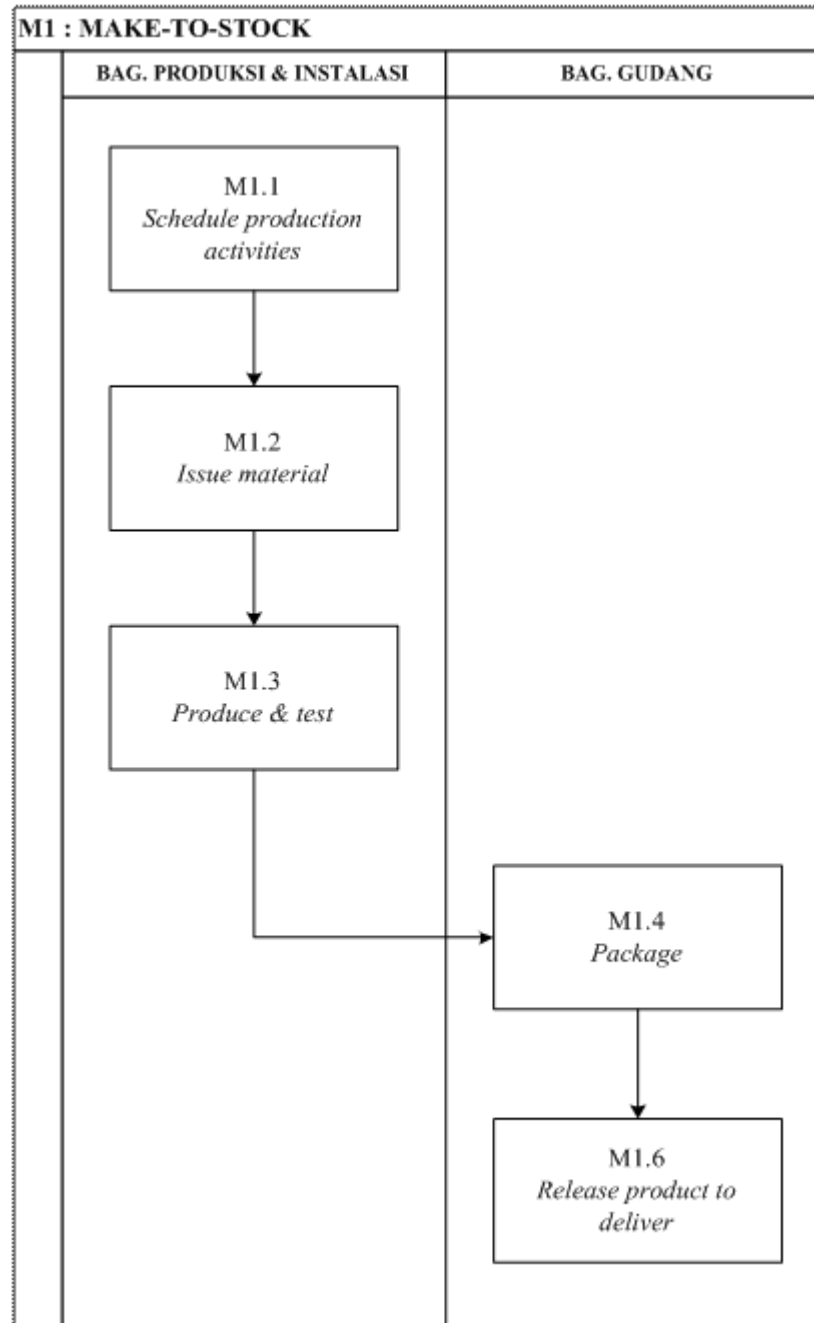 M1 : MAKE-TO-STOCK
BAG. PRODUKSI & INSTALASI
BAG. GUDANG
M1.1
Schedule production
activities
M1.2
Issue material
M1.3
Produce & test
M1.4
Package
M1.6
Release product to
deliver